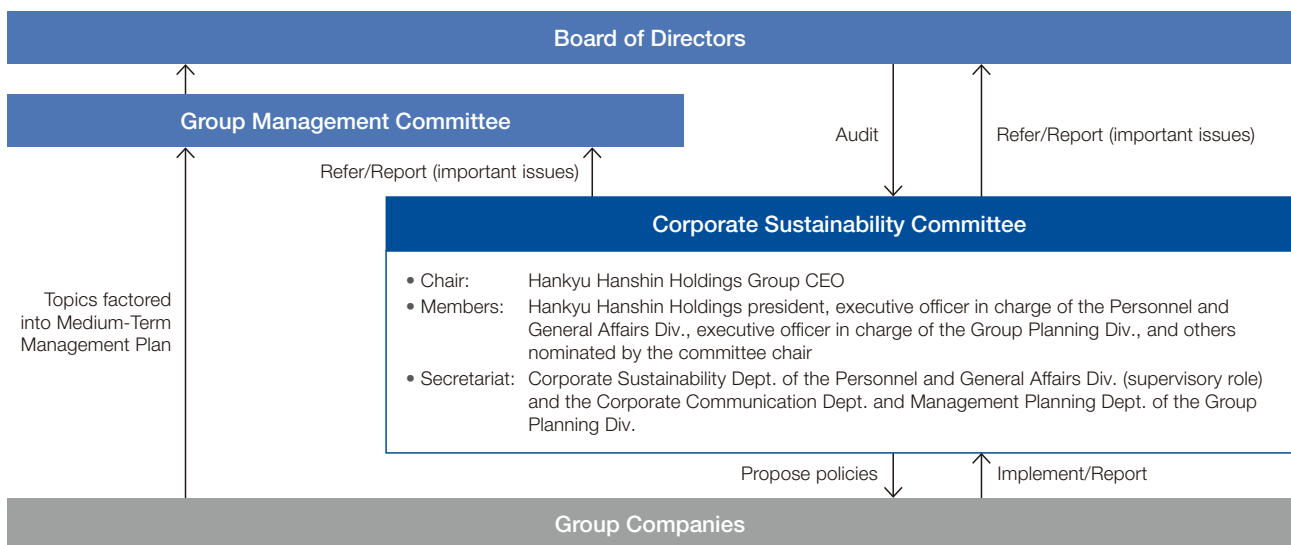 Board of Directors
Group Management Committee
Audit
Refer/Report (important issues)
Refer/Report (important issues)
Corporate Sustainability Committee
• Chair: Hankyu Hanshin Holdings Group CEO
• Members: Hankyu Hanshin Holdings president, executive officer in charge of the Personnel and
General Affairs Div., executive officer in charge of the Group Planning Div., and others
nominated by the committee chair
• Secretariat: Corporate Sustainability Dept. of the Personnel and General Affairs Div. (supervisory role)
and the Corporate Communication Dept. and Management Planning Dept. of the Group
Planning Div.
Topics factored
into Medium-Term
Management Plan
Propose policies
Implement/Report
Group Companies